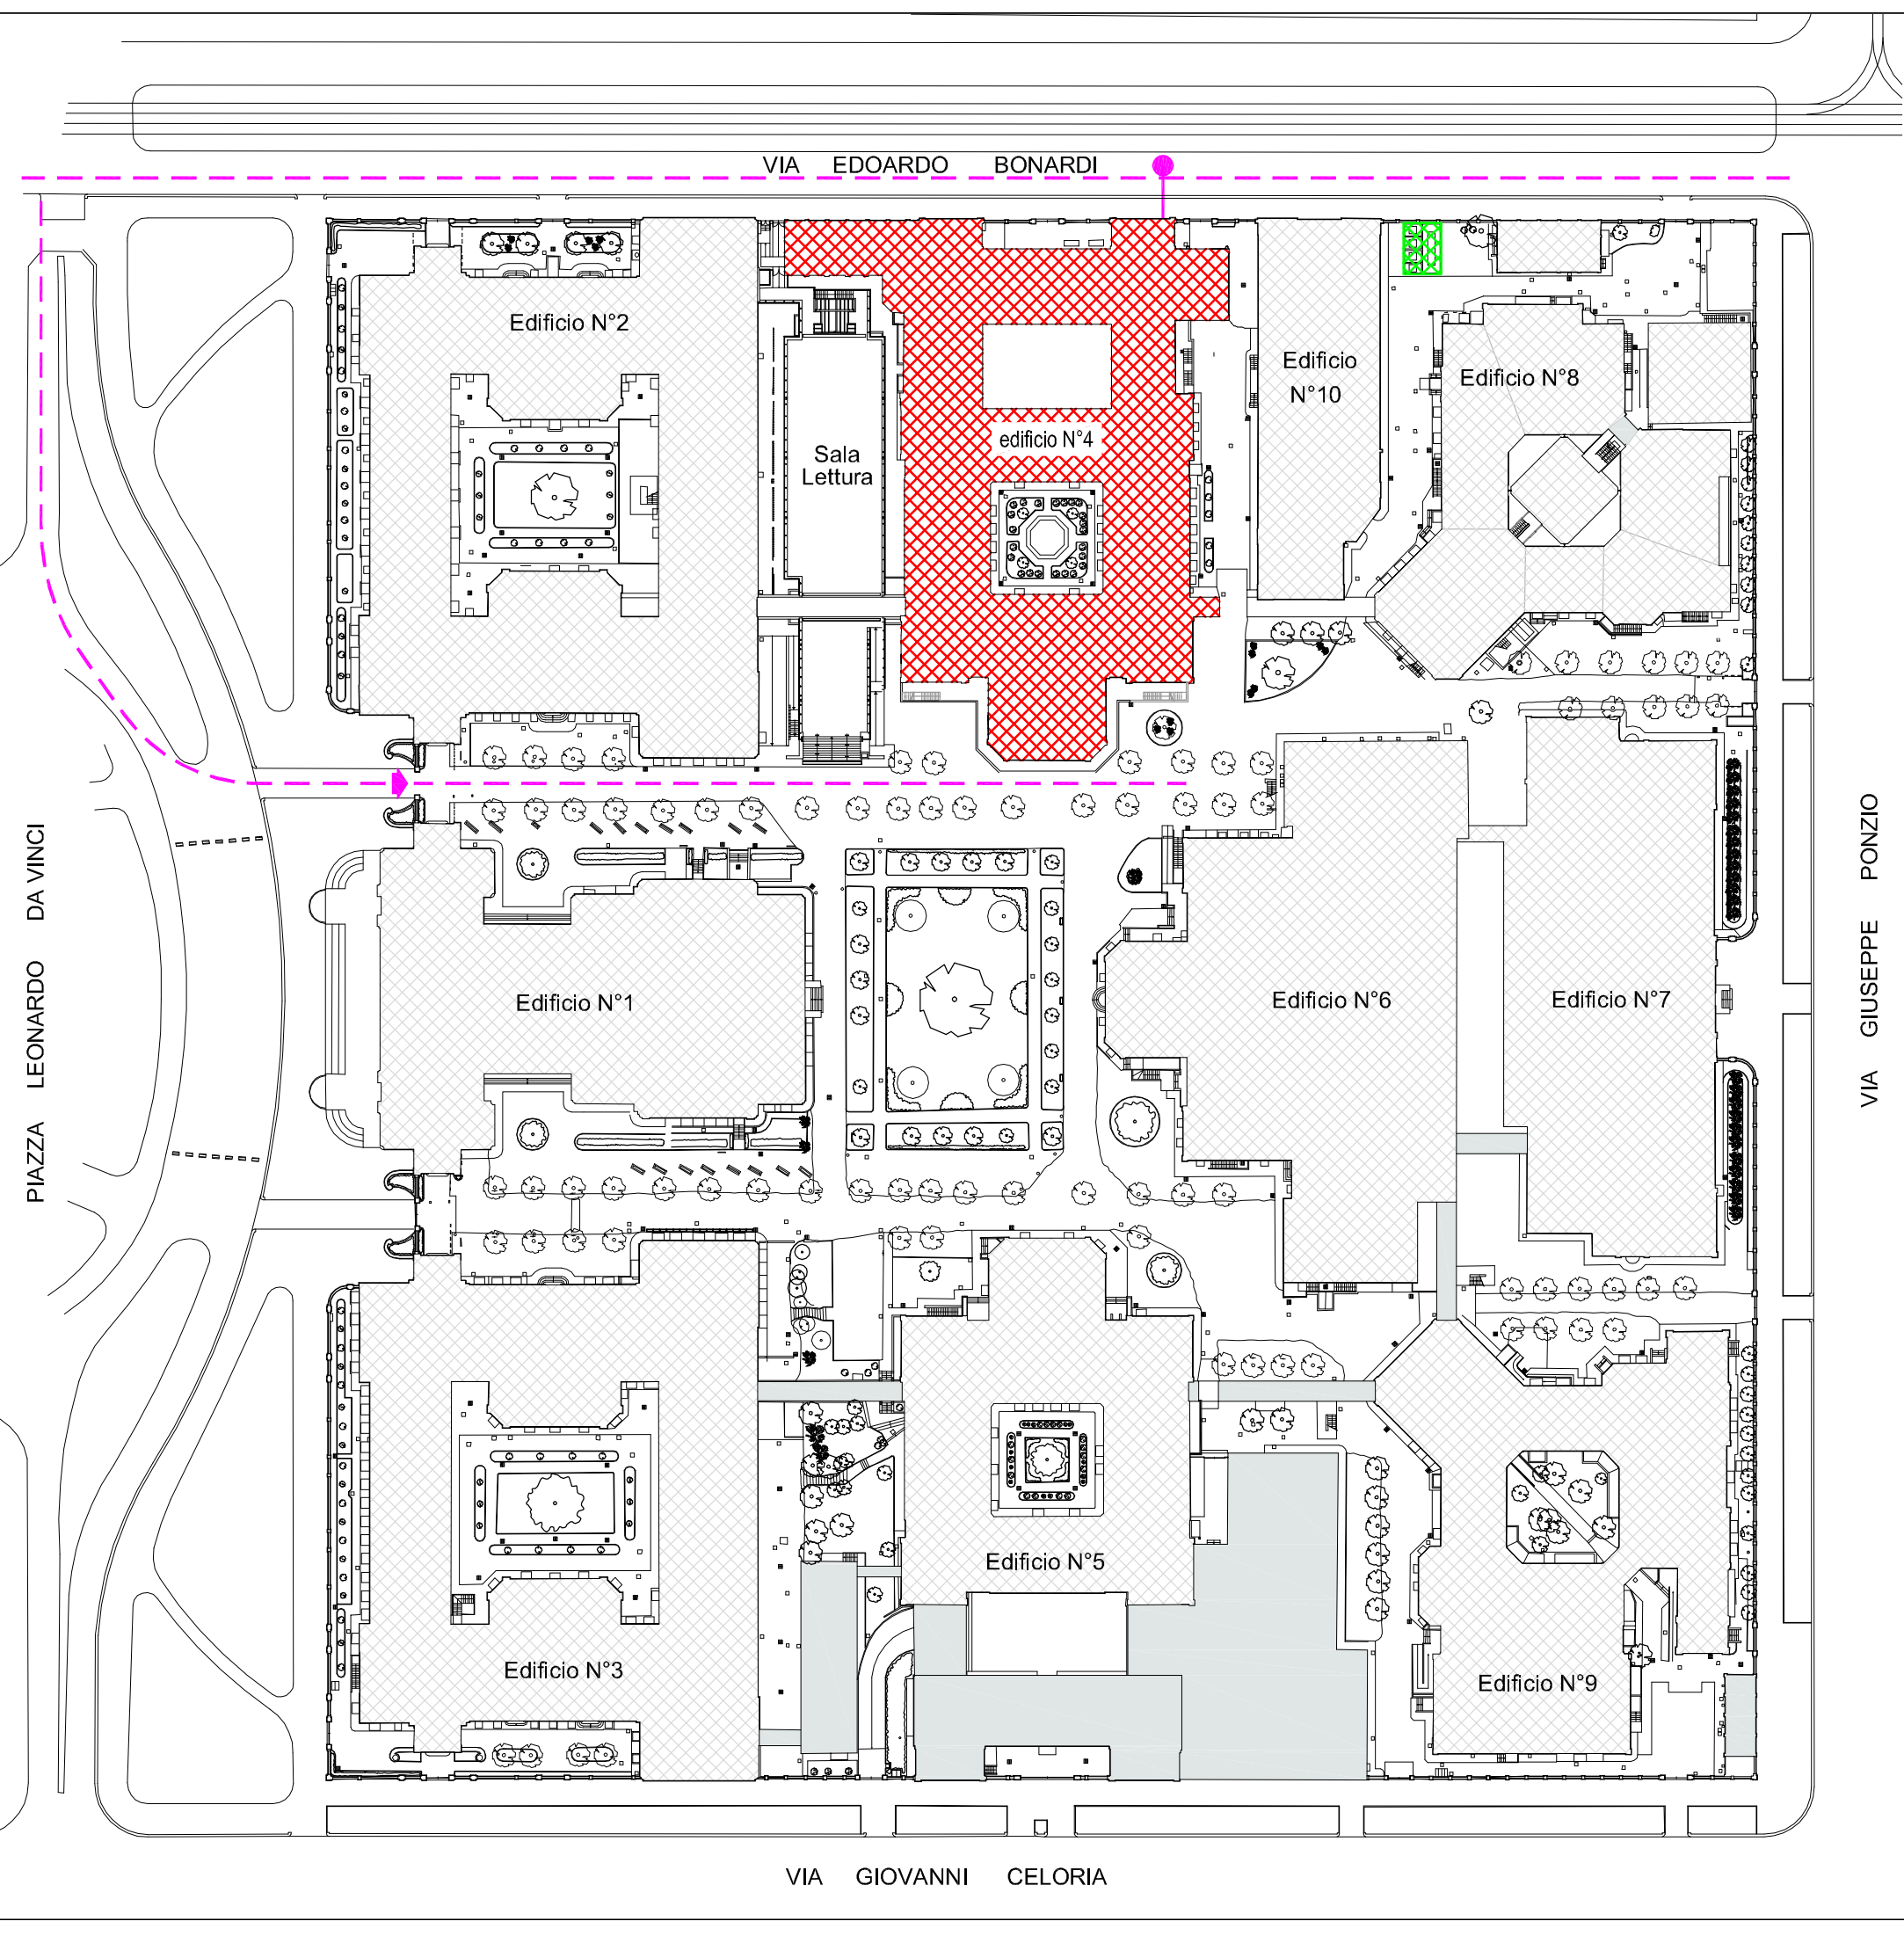 VIA EDOARDO BONARDI
Edificio N°2
Edificio
N°10
Edificio N°8
edificio N°4
Sala
Lettura
PIAZZA LEONARDO DA VINCI
VIA GIUSEPPE PONZIO
Edificio N°1
Edificio N°6
Edificio N°7
Edificio N°5
Edificio N°3
Edificio N°9
VIA GIOVANNI CELORIA